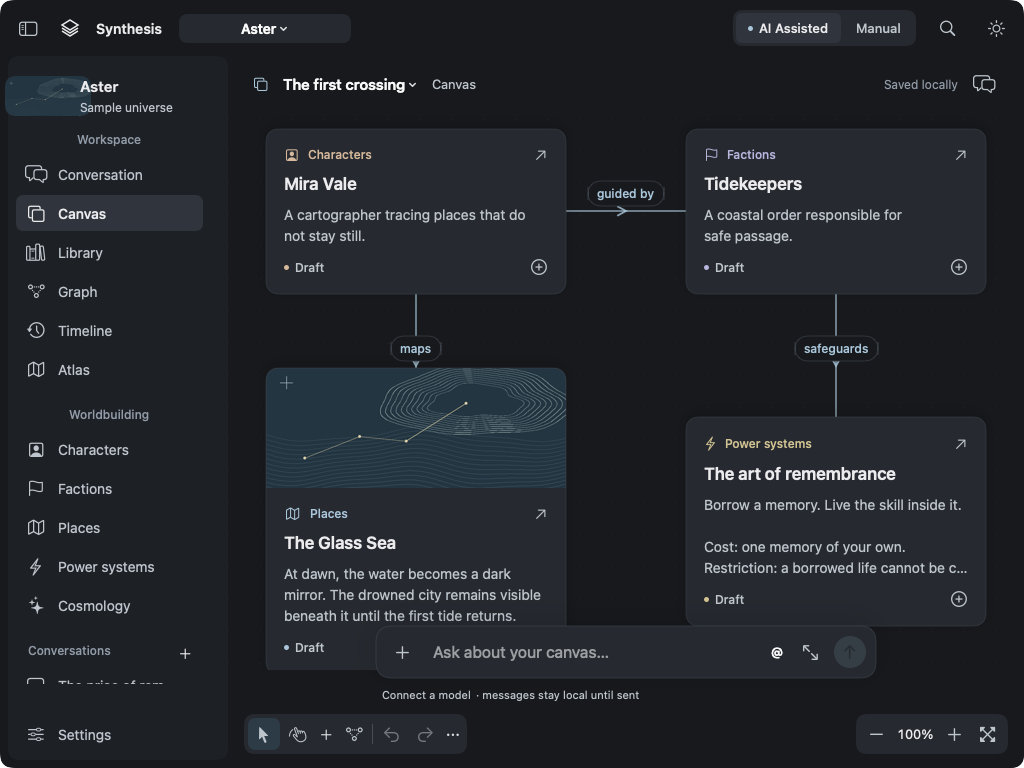 Synthesis
Aster
AI Assisted
Manual
Aster
Sample universe
Workspace
Conversation
Canvas
Library
Graph
Timeline
Atlas
Worldbuilding
Characters
Factions
Places
Power systems
Cosmology
Conversations
Settings
The first crossing
Canvas
Saved locally
Characters
Mira Vale
A cartographer tracing places that do
not stay still.
Draft
guided by
Factions
Tidekeepers
A coastal order responsible for
safe passage.
Draft
maps
safeguards
Places
The Glass Sea
At dawn, the water becomes a dark
mirror. The drowned city remains visible
beneath it until the first tide returns.
Draft
Power systems
The art of remembrance
Borrow a memory. Live the skill inside it.
Cost: one memory of your own.
Restriction: a borrowed life cannot be c...
Draft
Ask about your canvas...
@
Connect a model · messages stay local until sent
100%